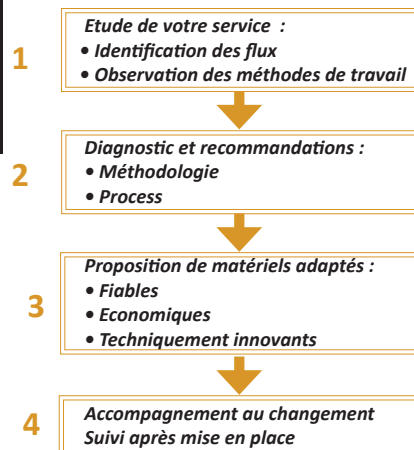 1
Etude de votre service :
• Identification des flux
• Observation des méthodes de travail
2
Diagnostic et recommandations :
• Méthodologie
• Process
3
Proposition de matériels adaptés :
• Fiables
• Economiques
• Techniquement innovants
4
Accompagnement au changement
Suivi après mise en place